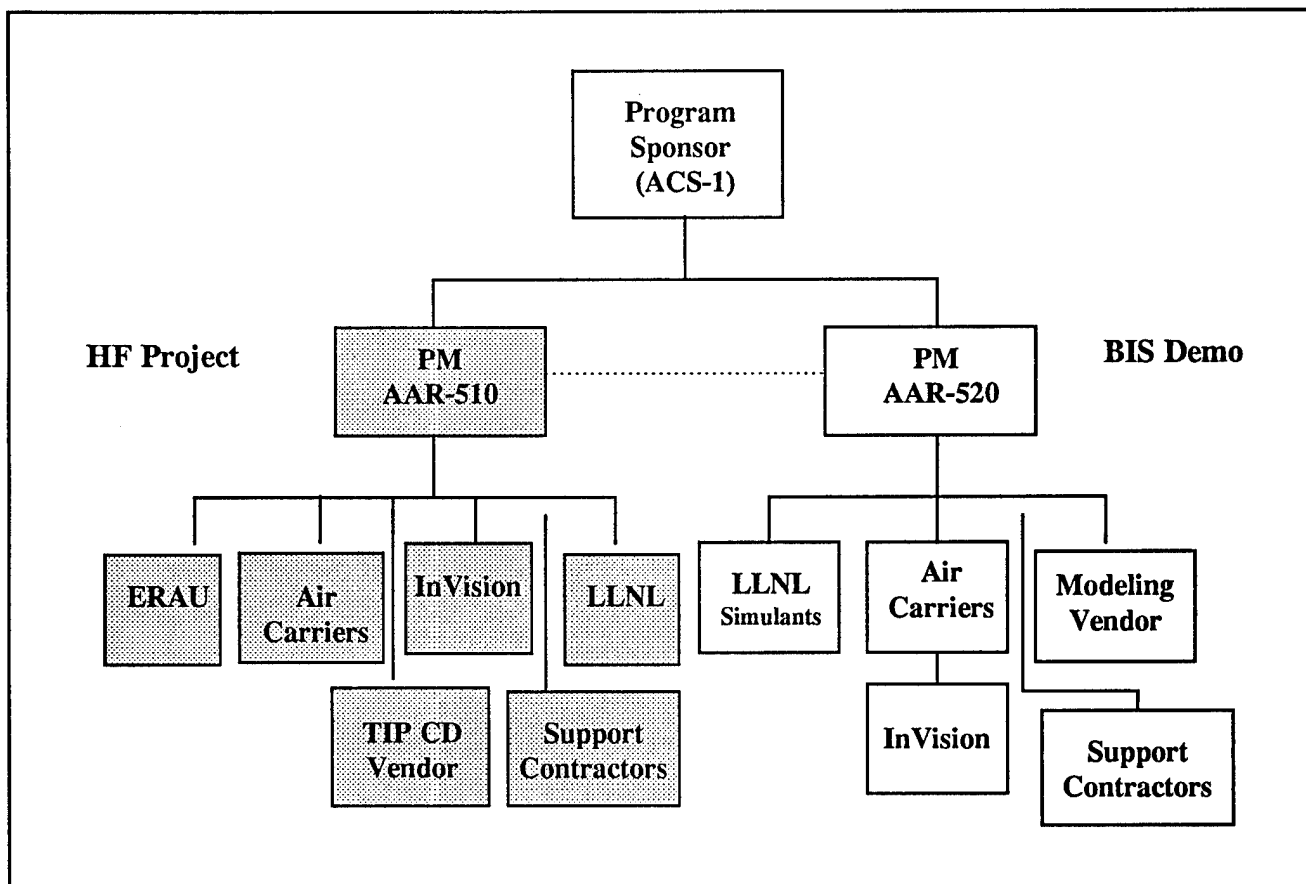 Program
Sponsor
(ACS-1)
HF Project
PM
AAR-510
PM
AAR-520
BIS Demo
ERAU
Air
Carriers
InVision
LLNL
TIP CD
Vendor
Support
Contractors
LLNL
Simulants
Air
Carriers
Modeling
Vendor
InVision
Support
Contractors